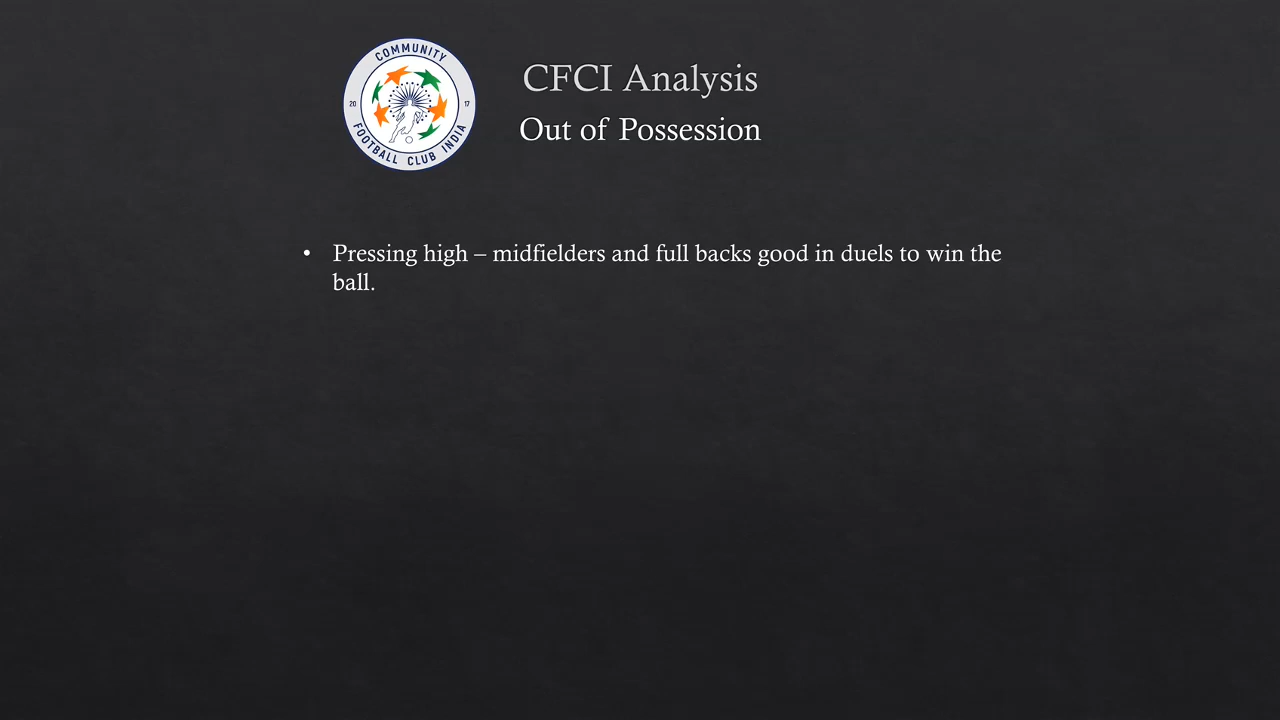 COMMUNITY
20 17
FOOTBALL CLUB INDIA
CFCI Analysis
Out of Possession
• Pressing high – midfielders and full backs good in duels to win the
ball.